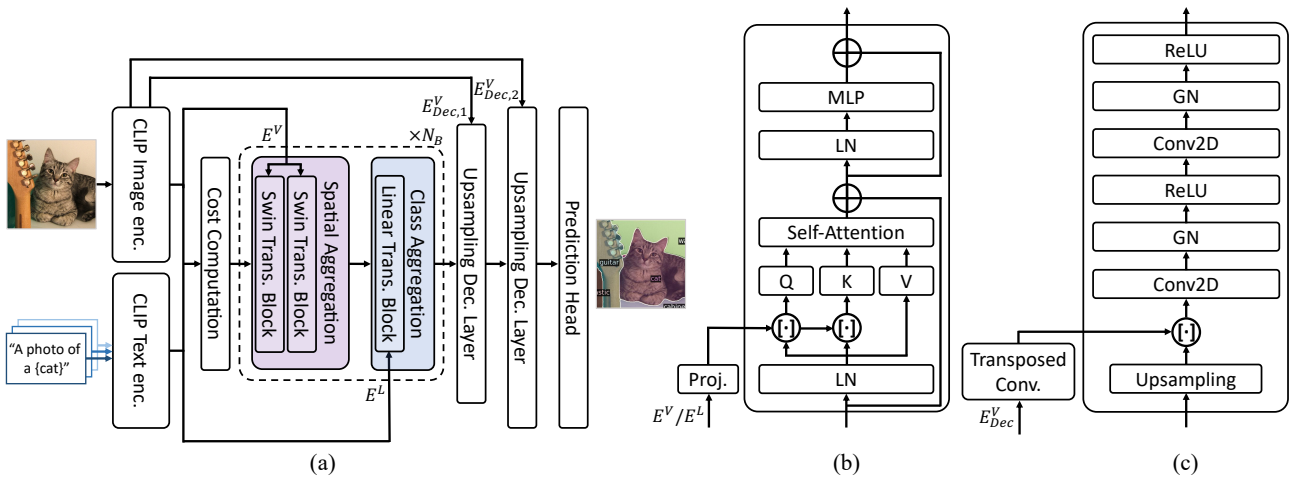 CLIP Image enc.
CLIP Text enc.
"A photo of
a {cat}"
Cost Computation
E^V
Swin Trans. Block
Swin Trans. Block
Spatial Aggregation
Linear Trans. Block
Class Aggregation
×N_B
E^L
E^V_{Dec,1}
E^V_{Dec,2}
Upsampling Dec. Layer
Upsampling Dec. Layer
Prediction Head
guitar
cat
(a)
MLP
LN
Self-Attention
Q
K
V
[·]
[·]
Proj.
LN
E^V/E^L
(b)
ReLU
GN
Conv2D
ReLU
GN
Conv2D
[·]
Transposed
Conv.
Upsampling
E^V_{Dec}
(c)